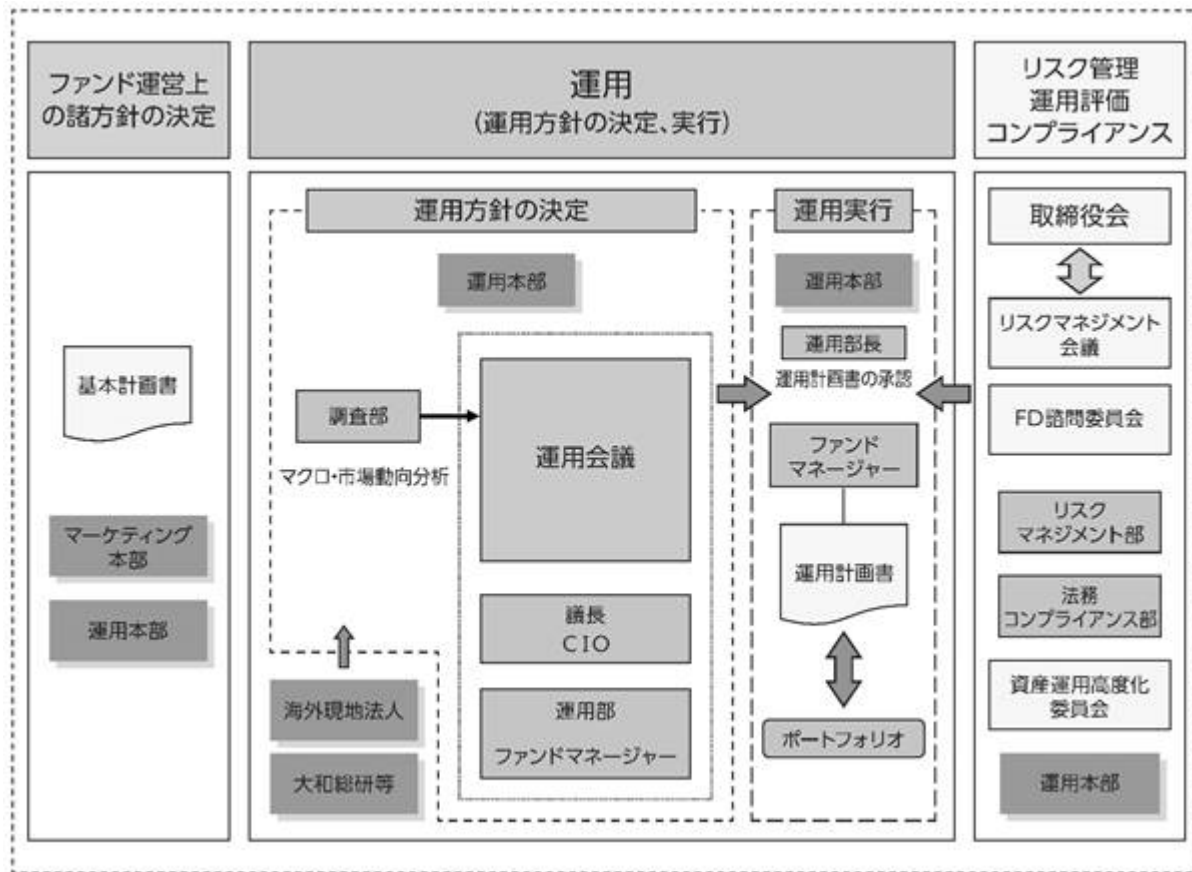 ファンド運営上
の諸方針の決定
運用
(運用方針の決定、実行)
リスク管理
運用評価
コンプライアンス
基本計画書
マーケティング
本部
運用本部
運用方針の決定
運用本部
調査部
マクロ・市場動向分析
運用会議
議長
CIO
運用部
ファンドマネージャー
海外現地法人
大和総研等
運用実行
運用本部
運用部長
運用計画書の承認
ファンド
マネージャー
運用計画書
ポートフォリオ
取締役会
リスクマネジメント
会議
FD諮問委員会
リスク
マネジメント部
法務
コンプライアンス部
資産運用高度化
委員会
運用本部